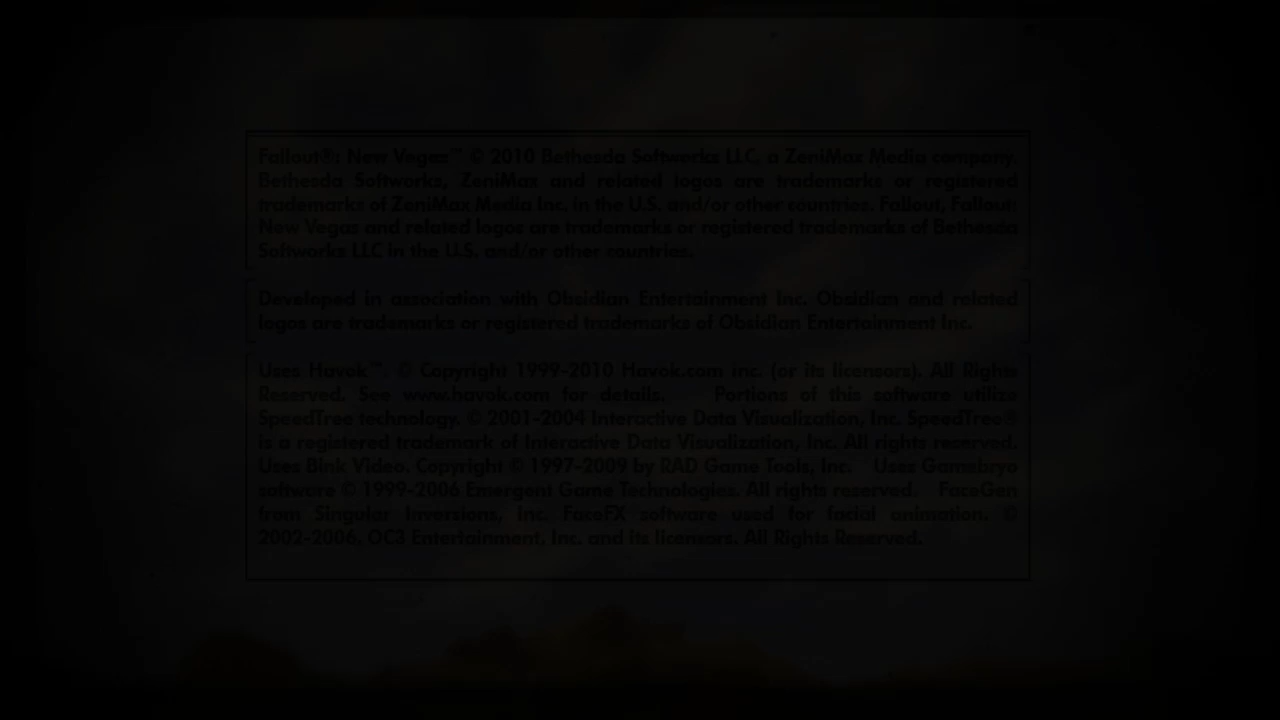 Fallout®: New Vegas™ © 2010 Bethesda Softworks LLC, a ZeniMax Media company.
Bethesda Softworks, ZeniMax and related logos are trademarks or registered
trademarks of ZeniMax Media Inc. in the U.S. and/or other countries. Fallout, Fallout:
New Vegas and related logos are trademarks or registered trademarks of Bethesda
Softworks LLC in the U.S. and/or other countries.
Developed in association with Obsidian Entertainment Inc. Obsidian and related
logos are trademarks or registered trademarks of Obsidian Entertainment Inc.
Uses Havok™. © Copyright 1999-2010 Havok.com inc. (or its licensors). All Rights
Reserved. See www.havok.com for details. Portions of this software utilize
SpeedTree technology. © 2001-2004 Interactive Data Visualization, Inc. SpeedTree®
is a registered trademark of Interactive Data Visualization, Inc. All rights reserved.
Uses Bink Video. Copyright © 1997-2009 by RAD Game Tools, Inc. Uses Gamebryo
software © 1999-2006 Emergent Game Technologies. All rights reserved. FaceGen
from Singular Inversions, Inc. FaceFX software used for facial animation. ©
2002-2006, OC3 Entertainment, Inc. and its licensors. All Rights Reserved.